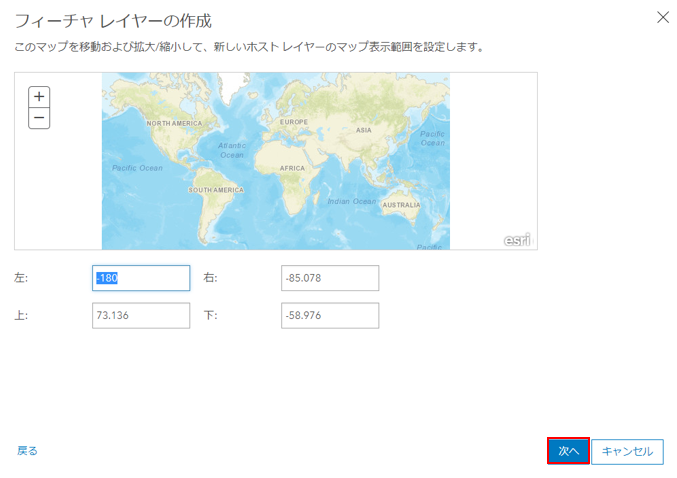 フィーチャ レイヤーの作成
このマップを移動および拡大/縮小して、新しいホスト レイヤーのマップ表示範囲を設定します。
+
−
NORTH AMERICA
EUROPE
ASIA
Pacific
Ocean
Atlantic
Ocean
Pacific Ocean
AFRICA
SOUTH AMERICA
Indian Ocean
AUSTRALIA
Pacific
esri
左: -180 右: -85.078
上: 73.136 下: -58.976
戻る 次へ キャンセル